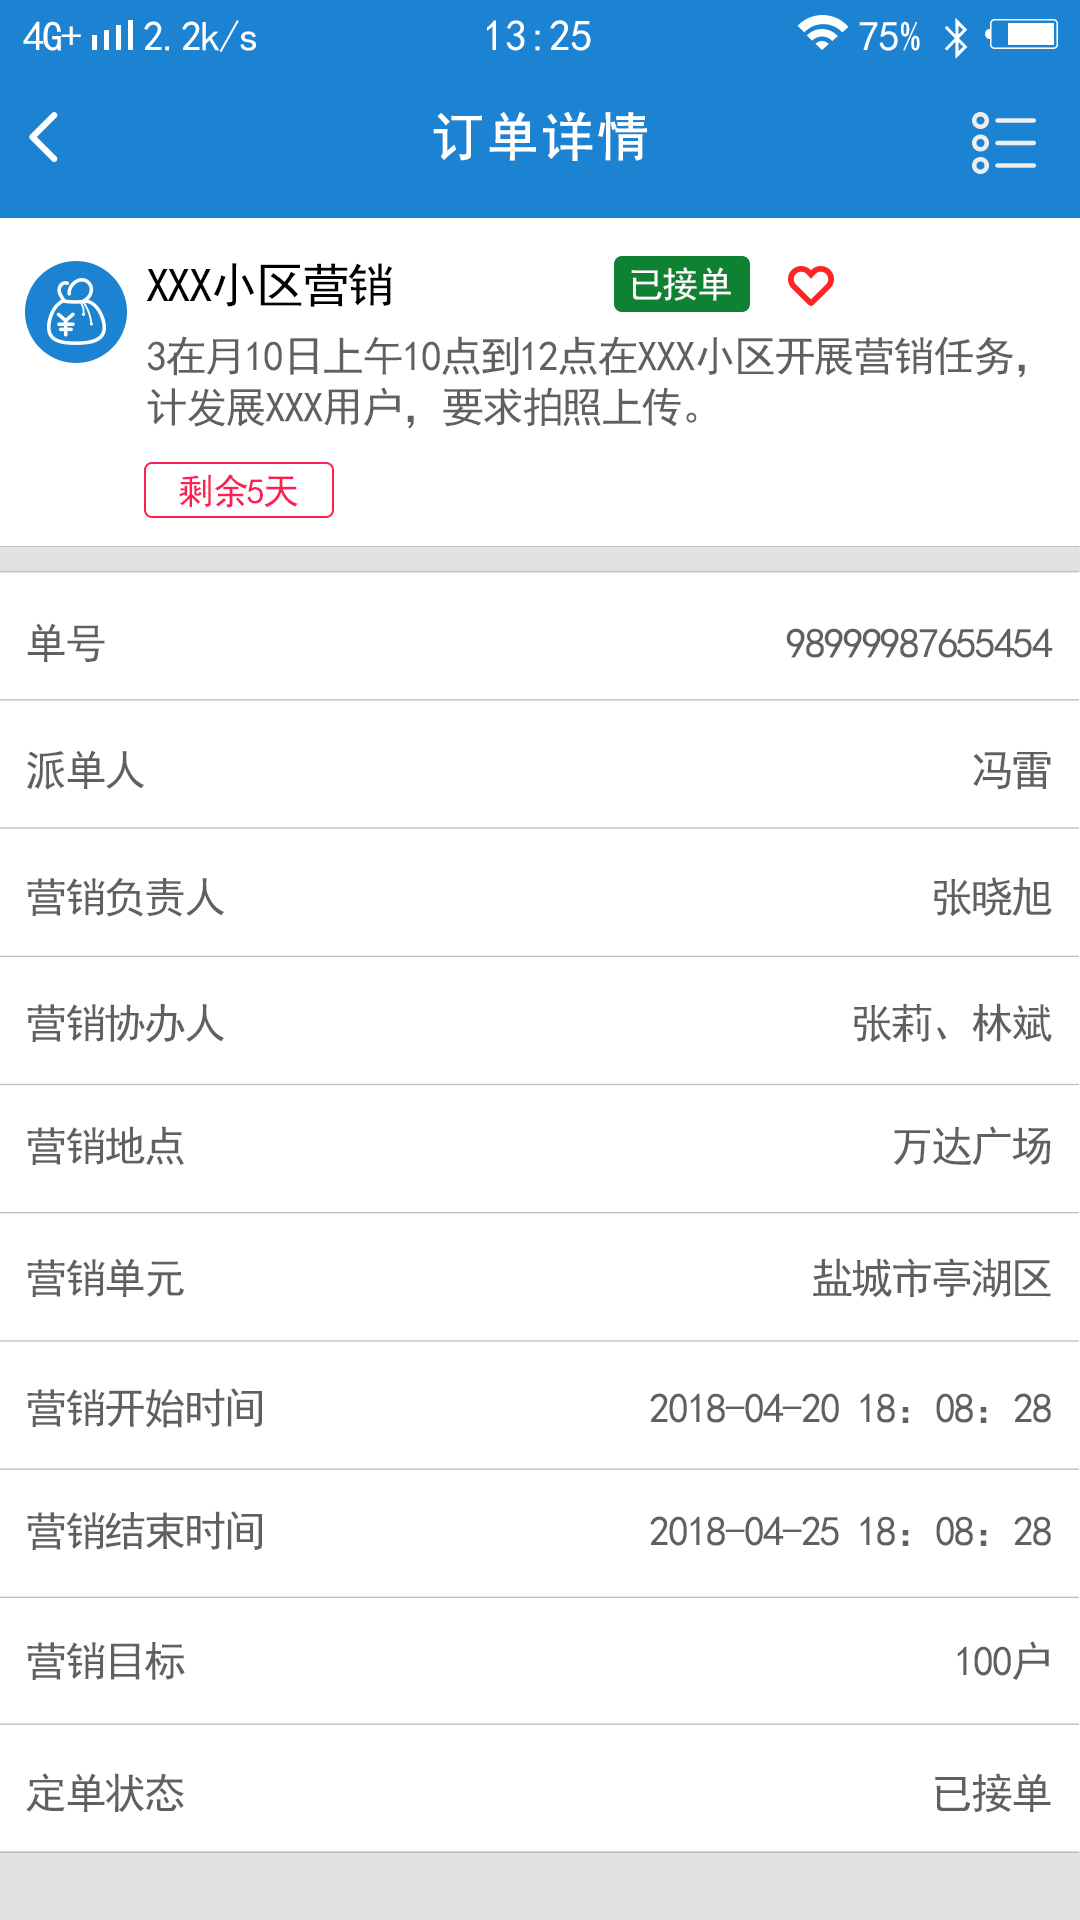 4G+ 2.2k/s 13:25 75%
订单详情
XXX小区营销 已接单
3在月10日上午10点到12点在XXX小区开展营销任务，
计发展XXX用户，要求拍照上传。
剩余5天
单号 98999987655454
派单人 冯雷
营销负责人 张晓旭
营销协办人 张莉、林斌
营销地点 万达广场
营销单元 盐城市亭湖区
营销开始时间 2018-04-20 18：08：28
营销结束时间 2018-04-25 18：08：28
营销目标 100户
定单状态 已接单